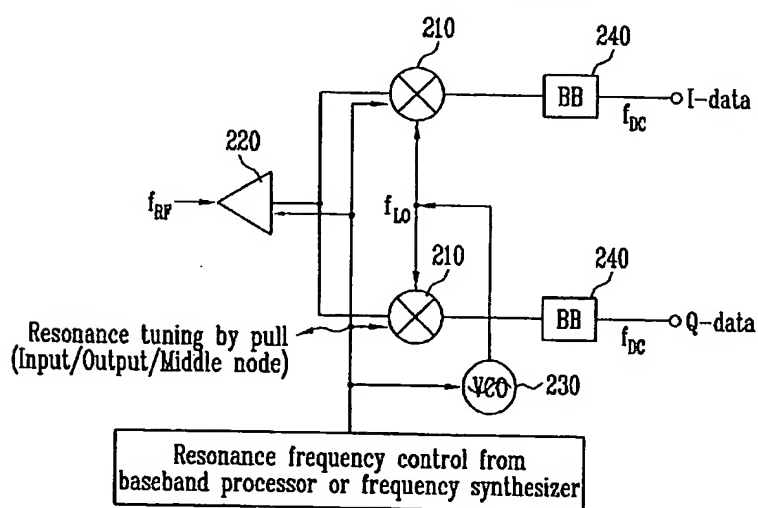 210
240
BB
f_DC
I-data
220
f_RF
f_LO
210
240
BB
f_DC
Q-data
Resonance tuning by pull
(Input/Output/Middle node)
VCO
230
Resonance frequency control from
baseband processor or frequency synthesizer